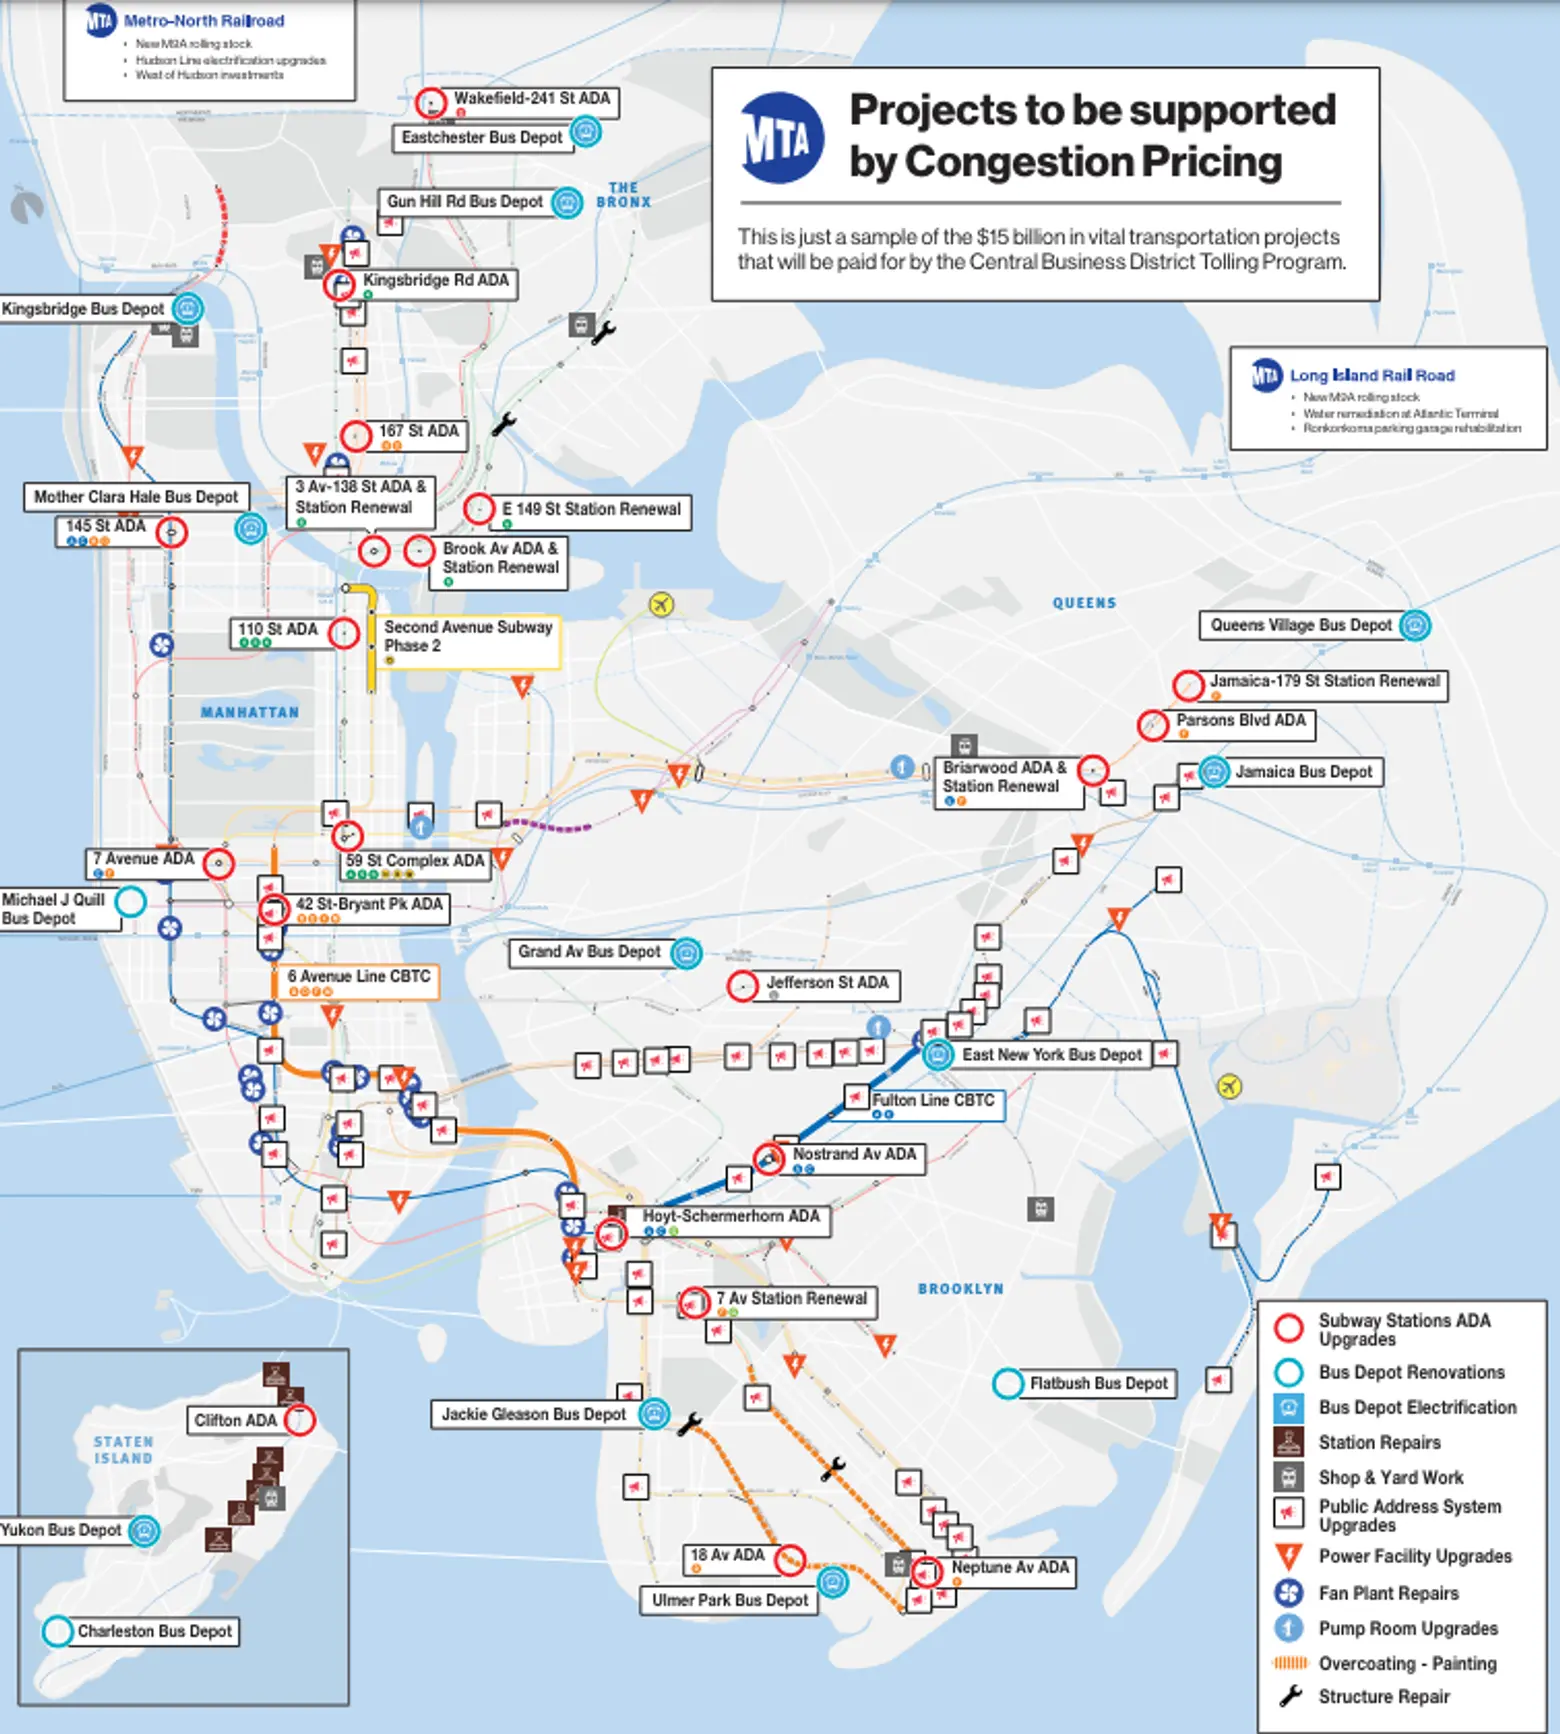 MTA
Metro-North Railroad
• New M9A rolling stock
• Hudson Line electrification upgrades
• West of Hudson investments
MTA
Projects to be supported
by Congestion Pricing
This is just a sample of the $15 billion in vital transportation projects
that will be paid for by the Central Business District Tolling Program.
Wakefield-241 St ADA
Eastchester Bus Depot
THE
BRONX
Gun Hill Rd Bus Depot
Kingsbridge Rd ADA
Kingsbridge Bus Depot
MTA
Long Island Rail Road
• New M9A rolling stock
• Water remediation at Atlantic Terminal
• Ronkonkoma parking garage rehabilitation
167 St ADA
Mother Clara Hale Bus Depot
145 St ADA
3 Av-138 St ADA &
Station Renewal
E 149 St Station Renewal
Brook Av ADA &
Station Renewal
110 St ADA
Second Avenue Subway
Phase 2
QUEENS
Queens Village Bus Depot
Jamaica-179 St Station Renewal
Parsons Blvd ADA
MANHATTAN
Briarwood ADA &
Station Renewal
Jamaica Bus Depot
7 Avenue ADA
59 St Complex ADA
Michael J Quill
Bus Depot
42 St-Bryant Pk ADA
Grand Av Bus Depot
6 Avenue Line CBTC
Jefferson St ADA
East New York Bus Depot
Fulton Line CBTC
Nostrand Av ADA
Hoyt-Schermerhorn ADA
BROOKLYN
7 Av Station Renewal
Flatbush Bus Depot
Jackie Gleason Bus Depot
Clifton ADA
STATEN
ISLAND
Yukon Bus Depot
Charleston Bus Depot
18 Av ADA
Neptune Av ADA
Ulmer Park Bus Depot
Subway Stations ADA
Upgrades
Bus Depot Renovations
Bus Depot Electrification
Station Repairs
Shop & Yard Work
Public Address System
Upgrades
Power Facility Upgrades
Fan Plant Repairs
Pump Room Upgrades
Overcoating - Painting
Structure Repair